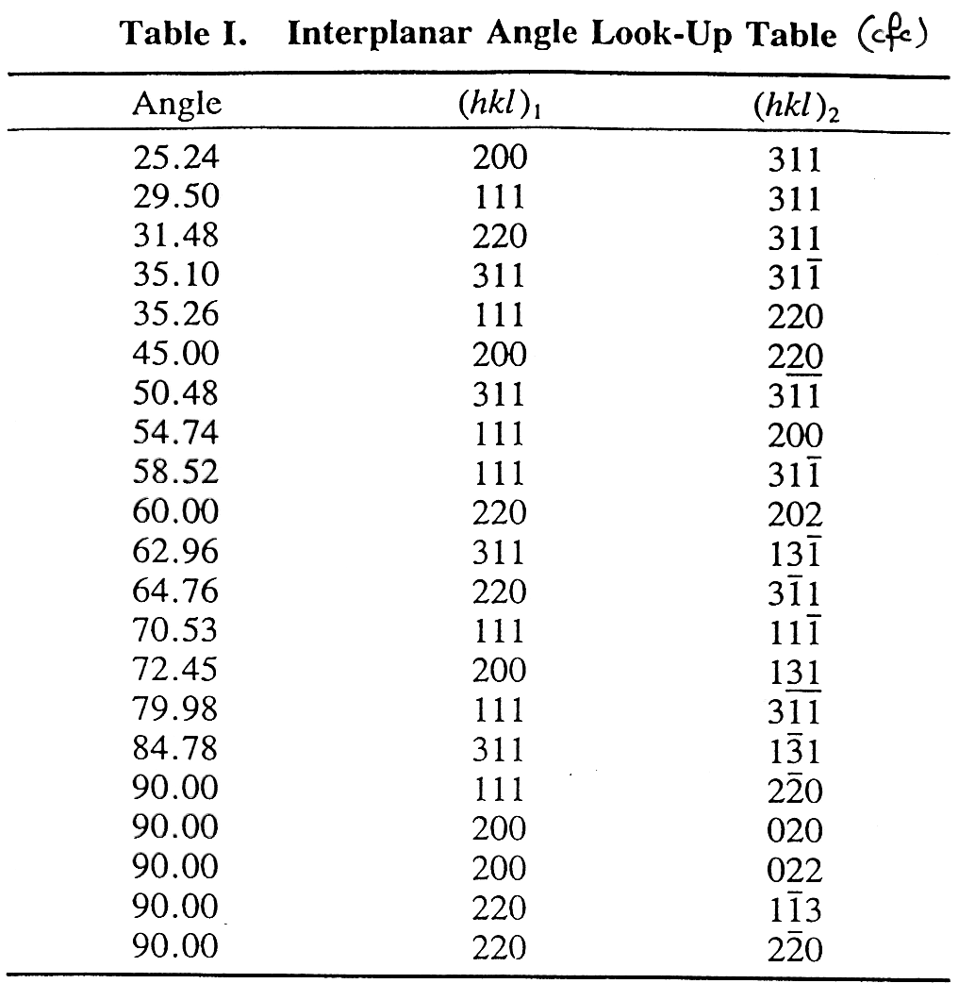 Table I. Interplanar Angle Look-Up Table (cfc)
Angle (hkl)₁ (hkl)₂
25.24 200 311
29.50 111 311
31.48 220 311
35.10 311 311̅
35.26 111 220
45.00 200 220
50.48 311 31̅1̅
54.74 111 200
58.52 111 311̅
60.00 220 202
62.96 311 131̅
64.76 220 31̅1
70.53 111 111̅
72.45 200 131
79.98 111 31̅1̅
84.78 311 13̅1
90.00 111 22̅0
90.00 200 020
90.00 200 022
90.00 220 11̅3
90.00 220 22̅0